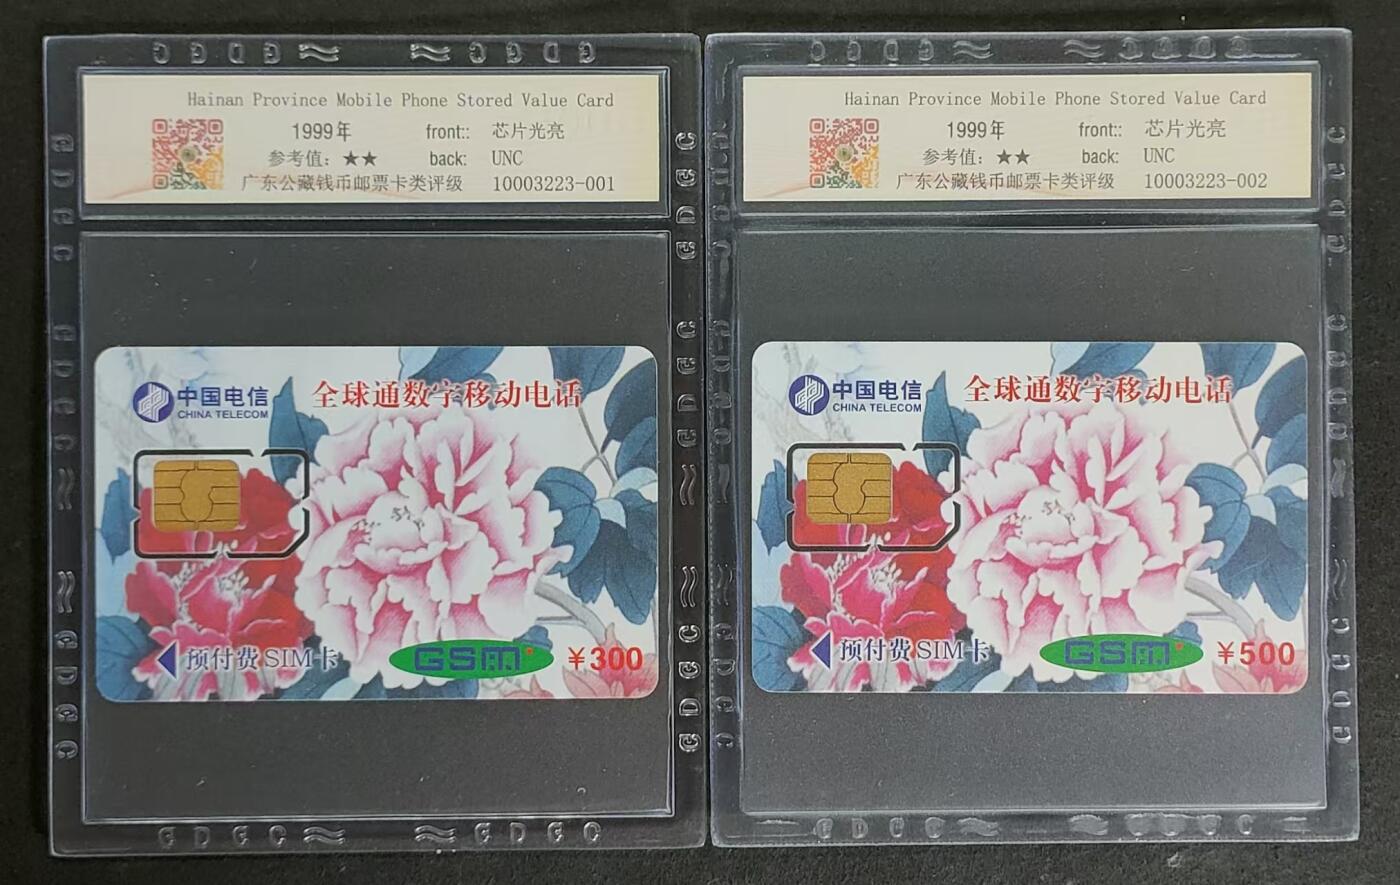 G D G C
G D G C
Hainan Province Mobile Phone Stored Value Card
1999年 front:: 芯片光亮
参考值: ★★ back: UNC
广东公藏钱币邮票卡类评级 10003223-001
中国电信
CHINA TELECOM
全球通数字移动电话
预付费SIM卡
GSM
¥300
G D G C
G D G C
Hainan Province Mobile Phone Stored Value Card
1999年 front:: 芯片光亮
参考值: ★★ back: UNC
广东公藏钱币邮票卡类评级 10003223-002
中国电信
CHINA TELECOM
全球通数字移动电话
预付费SIM卡
GSM
¥500
G D G C